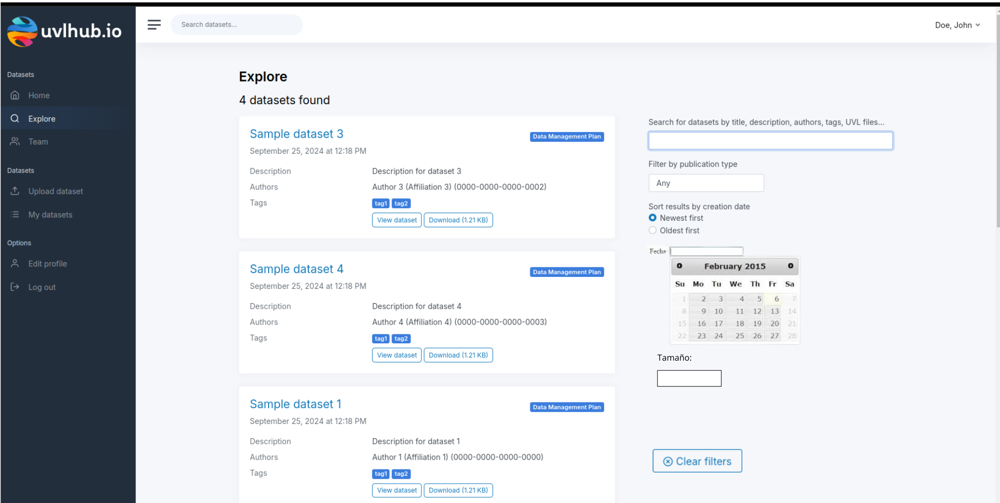 uvlhub.io
Search datasets...
Doe, John
Datasets
Home
Explore
Team
Datasets
Upload dataset
My datasets
Options
Edit profile
Log out
Explore
4 datasets found
Sample dataset 3
Data Management Plan
September 25, 2024 at 12:18 PM
Description Description for dataset 3
Authors Author 3 (Affiliation 3) (0000-0000-0000-0002)
Tags tag1 tag2
View dataset Download (1.21 KB)
Sample dataset 4
Data Management Plan
September 25, 2024 at 12:18 PM
Description Description for dataset 4
Authors Author 4 (Affiliation 4) (0000-0000-0000-0003)
Tags tag1 tag2
View dataset Download (1.21 KB)
Sample dataset 1
Data Management Plan
September 25, 2024 at 12:18 PM
Description Description for dataset 1
Authors Author 1 (Affiliation 1) (0000-0000-0000-0000)
Tags tag1 tag2
View dataset Download (1.21 KB)
Search for datasets by title, description, authors, tags, UVL files...
Filter by publication type
Any
Sort results by creation date
Newest first
Oldest first
Fecha:
February 2015
Su Mo Tu We Th Fr Sa
1 2 3 4 5 6 7
8 9 10 11 12 13 14
15 16 17 18 19 20 21
22 23 24 25 26 27 28
Tamaño:
Clear filters